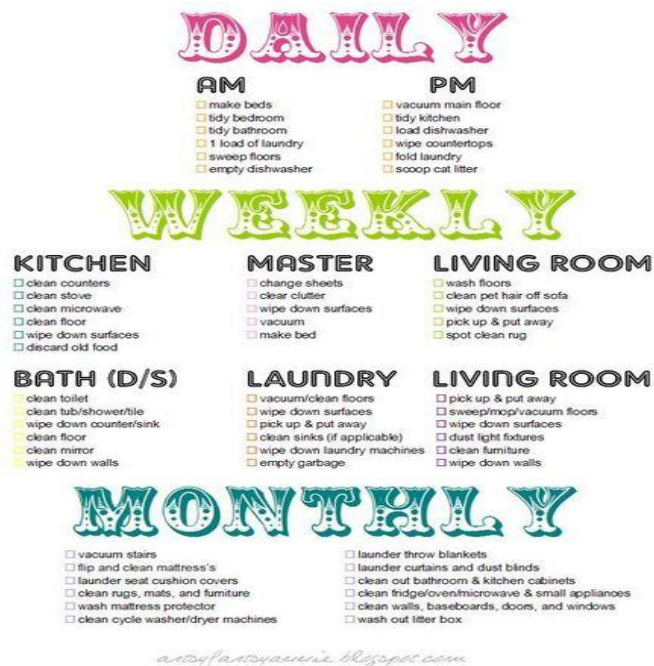 DAILY
AM
make beds
tidy bedroom
tidy bathroom
1 load of laundry
sweep floors
empty dishwasher
PM
vacuum main floor
tidy kitchen
load dishwasher
wipe countertops
fold laundry
scoop cat litter
WEEKLY
KITCHEN
clean counters
clean stove
clean microwave
clean floor
wipe down surfaces
discard old food
MASTER
change sheets
clear clutter
wipe down surfaces
vacuum
make bed
LIVING ROOM
wash floors
clean pet hair off sofa
wipe down surfaces
pick up & put away
spot clean rug
BATH (D/S)
clean toilet
clean tub/shower/tile
wipe down counter/sink
clean floor
clean mirror
wipe down walls
LAUNDRY
vacuum/clean floors
wipe down surfaces
pick up & put away
clean sinks (if applicable)
wipe down laundry machines
empty garbage
LIVING ROOM
pick up & put away
sweep/mop/vacuum floors
wipe down surfaces
dust light fixtures
clean furniture
wipe down walls
MONTHLY
vacuum stairs
flip and clean mattress's
launder seat cushion covers
clean rugs, mats, and furniture
wash mattress protector
clean cycle washer/dryer machines
launder throw blankets
launder curtains and dust blinds
clean out bathroom & kitchen cabinets
clean fridge/oven/microwave & small appliances
clean walls, baseboards, doors, and windows
wash out litter box
artsyfartsyannie.blogspot.com